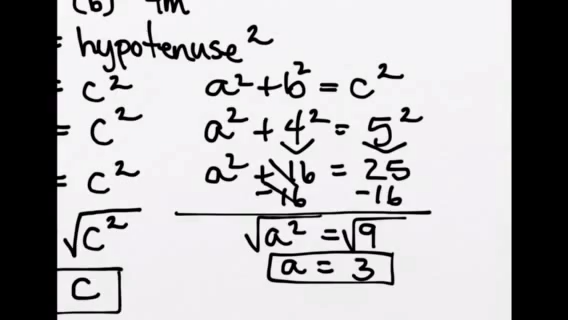 (b) 4m
= hypotenuse²
= c² a² + b² = c²
= c² a² + 4² = 5²
= c² a² + 16 = 25
- 16 - 16
√c² √a² = √9
c a = 3